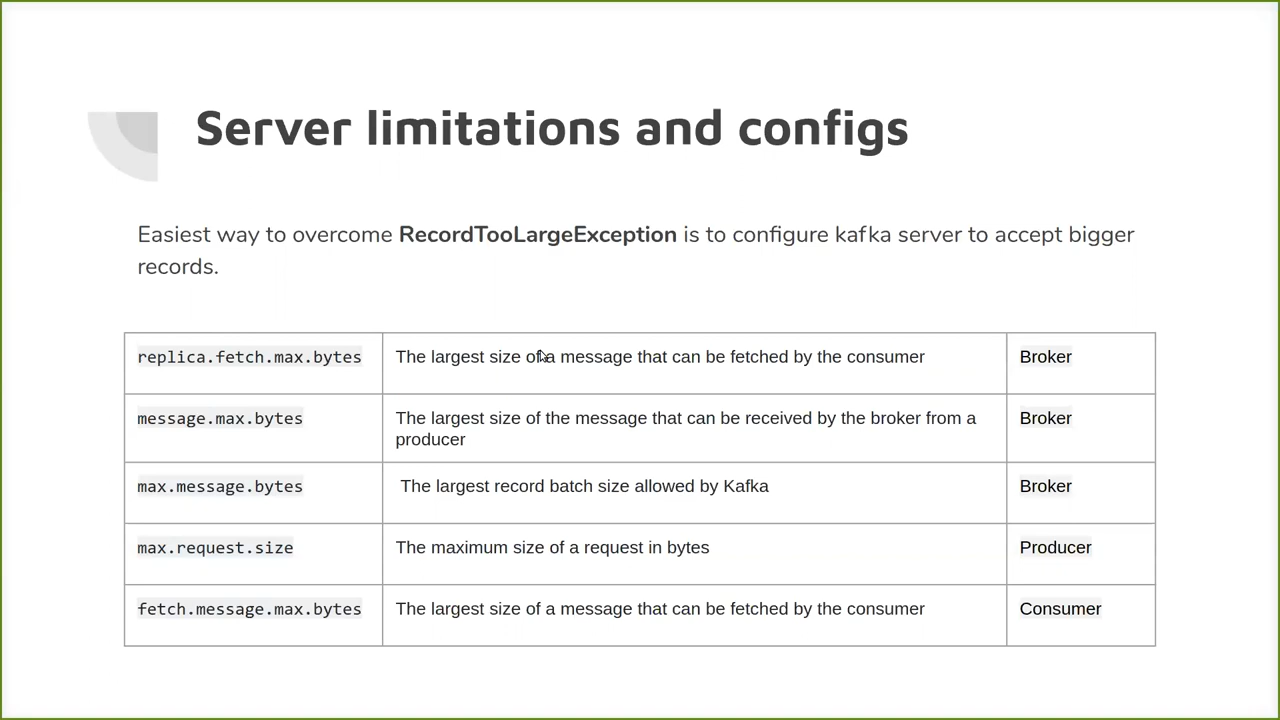 Server limitations and configs
Easiest way to overcome RecordTooLargeException is to configure kafka server to accept bigger
records.
replica.fetch.max.bytes The largest size of a message that can be fetched by the consumer Broker
message.max.bytes The largest size of the message that can be received by the broker from a
producer Broker
max.message.bytes The largest record batch size allowed by Kafka Broker
max.request.size The maximum size of a request in bytes Producer
fetch.message.max.bytes The largest size of a message that can be fetched by the consumer Consumer